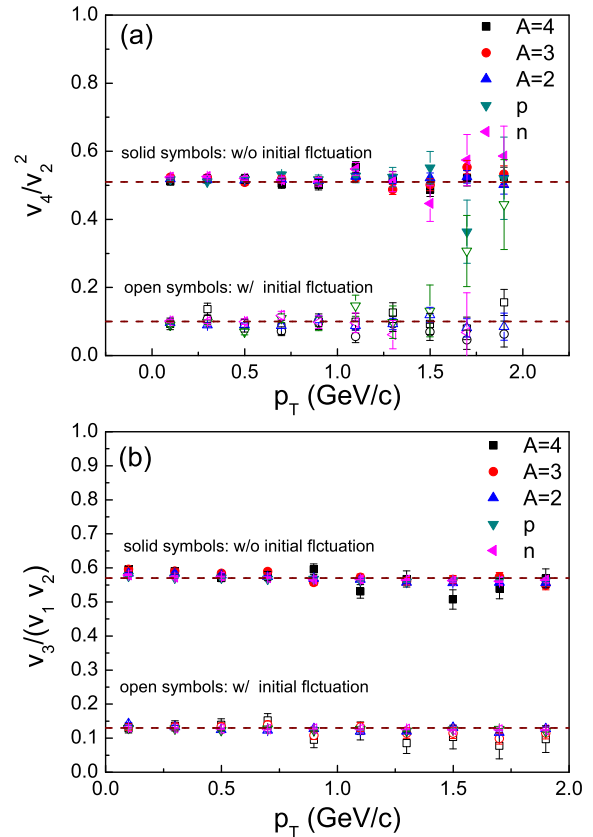 (a)
A=4
A=3
A=2
p
n
solid symbols: w/o initial flctuation
open symbols: w/ initial flctuation
v4/v2^2
1.0
0.8
0.6
0.4
0.2
0.0
0.0 0.5 1.0 1.5 2.0
pT (GeV/c)
(b)
A=4
A=3
A=2
p
n
solid symbols: w/o initial flctuation
open symbols: w/ initial flctuation
v3/(v1 v2)
1.0
0.9
0.8
0.7
0.6
0.5
0.4
0.3
0.2
0.1
0.0
0.0 0.5 1.0 1.5 2.0
pT (GeV/c)